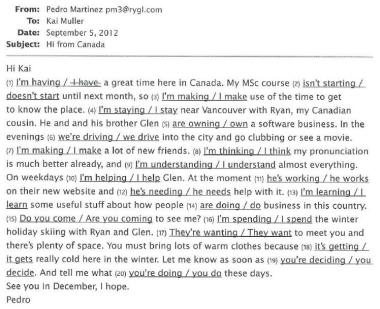 From: Pedro Martinez pm3@rygl.com
To: Kai Muller
Date: September 5, 2012
Subject: Hi from Canada
Hi Kai
(1) I'm having / I have a great time here in Canada. My MSc course (2) isn't starting /
doesn't start until next month, so (3) I'm making / I make use of the time to get
to know the place. (4) I'm staying / I stay near Vancouver with Ryan, my Canadian
cousin. He and his brother Glen (5) are owning / own a software business. In the
evenings (6) we're driving / we drive into the city and go clubbing or see a movie.
(7) I'm making / I make a lot of new friends. (8) I'm thinking / I think my pronunciation
is much better already, and (9) I'm understanding / I understand almost everything.
On weekdays (10) I'm helping / I help Glen. At the moment (11) he's working / he works
on their new website and (12) he's needing / he needs help with it. (13) I'm learning / I
learn some useful stuff about how people (14) are doing / do business in this country.
(15) Do you come / Are you coming to see me? (16) I'm spending / I spend the winter
holiday skiing with Ryan and Glen. (17) They're wanting / They want to meet you and
there's plenty of space. You must bring lots of warm clothes because (18) it's getting /
it gets really cold here in the winter. Let me know as soon as (19) you're deciding / you
decide. And tell me what (20) you're doing / you do these days.
See you in December, I hope.
Pedro